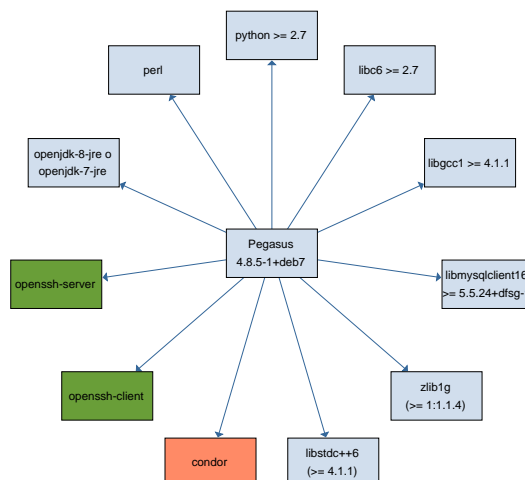 python >= 2.7
perl
libc6 >= 2.7
openjdk-8-jre o
openjdk-7-jre
libgcc1 >= 4.1.1
Pegasus
4.8.5-1+deb7
openssh-server
libmysqlclient16
>= 5.5.24+dfsg-
openssh-client
zlib1g
(>= 1:1.1.4)
condor
libstdc++6
(>= 4.1.1)